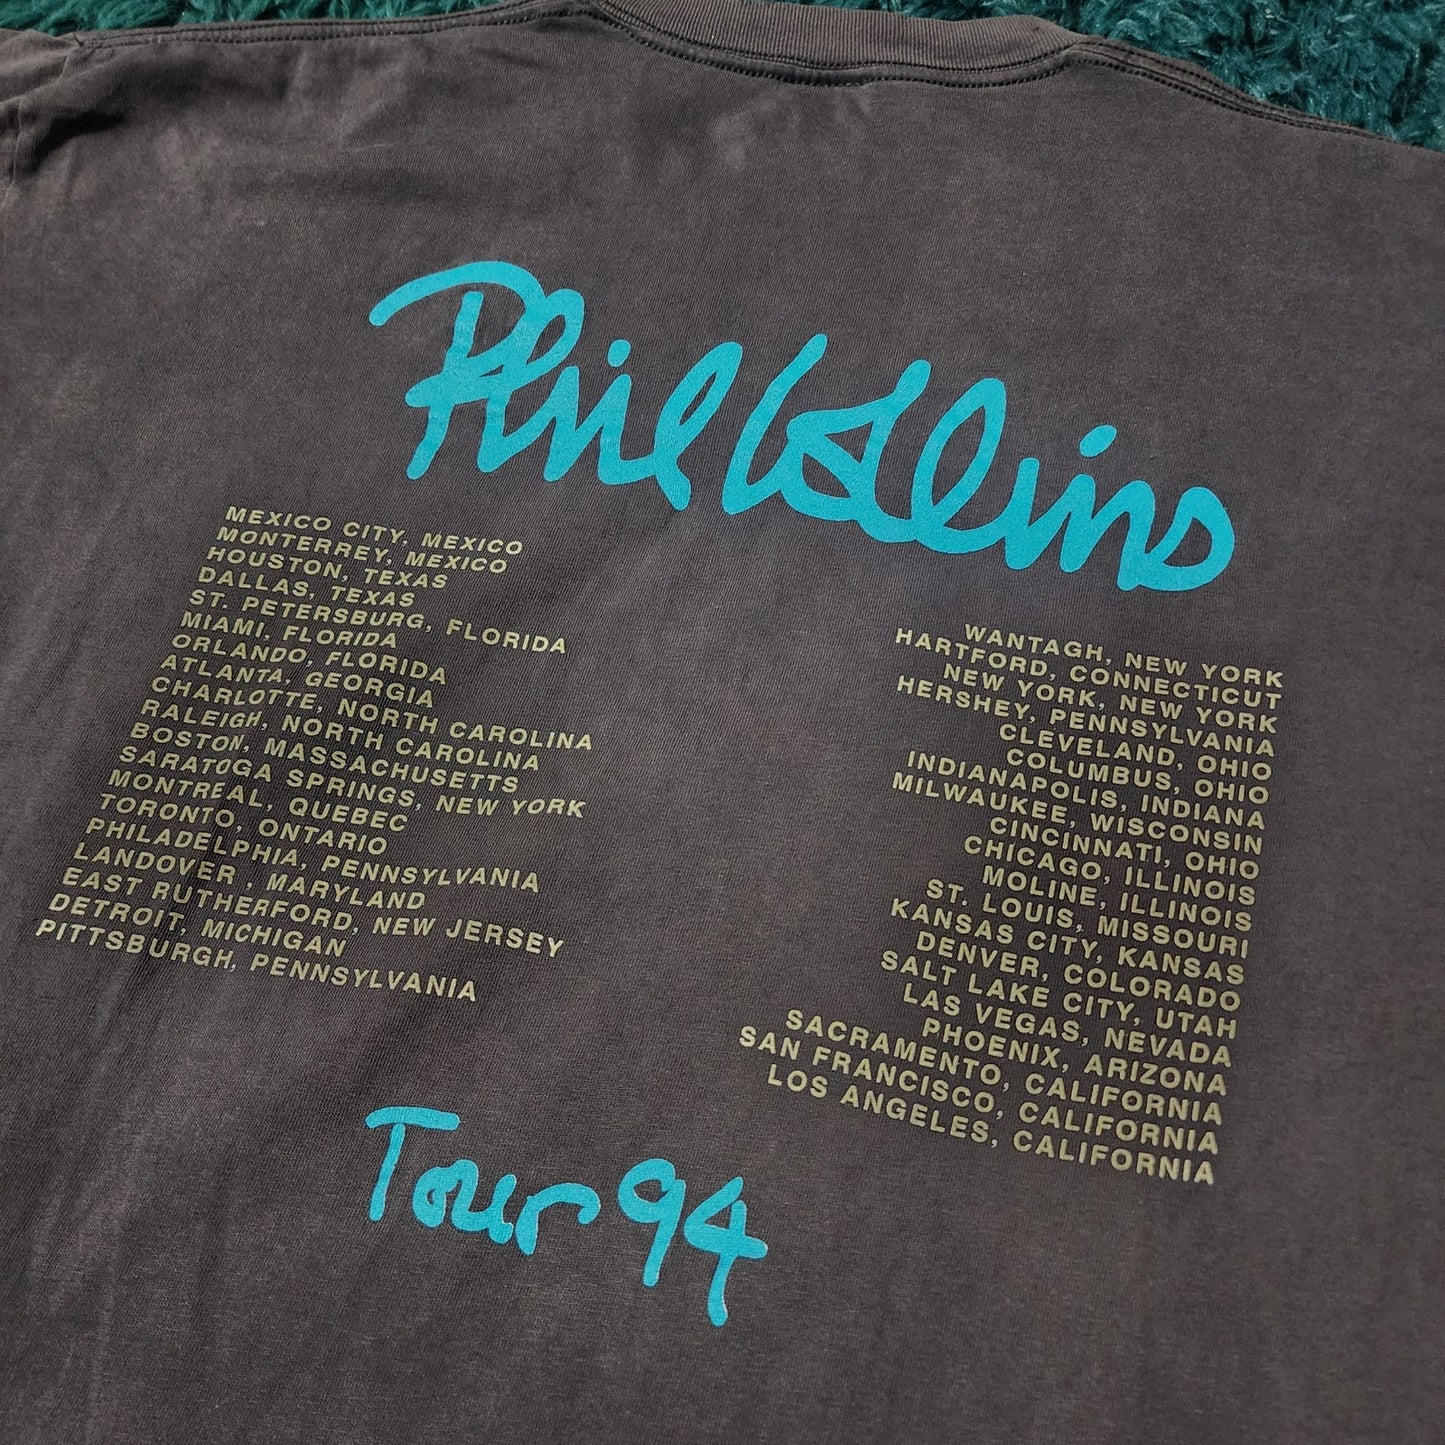 Phil Collins
MEXICO CITY, MEXICO
MONTERREY, MEXICO
HOUSTON, TEXAS
DALLAS, TEXAS
ST. PETERSBURG, FLORIDA
MIAMI, FLORIDA
ORLANDO, FLORIDA
ATLANTA, GEORGIA
CHARLOTTE, NORTH CAROLINA
RALEIGH, NORTH CAROLINA
BOSTON, MASSACHUSETTS
SARATOGA SPRINGS, NEW YORK
MONTREAL, QUEBEC
TORONTO, ONTARIO
PHILADELPHIA, PENNSYLVANIA
LANDOVER , MARYLAND
EAST RUTHERFORD, NEW JERSEY
DETROIT, MICHIGAN
PITTSBURGH, PENNSYLVANIA
WANTAGH, NEW YORK
HARTFORD, CONNECTICUT
NEW YORK, NEW YORK
HERSHEY, PENNSYLVANIA
CLEVELAND, OHIO
COLUMBUS, OHIO
INDIANAPOLIS, INDIANA
MILWAUKEE, WISCONSIN
CINCINNATI, OHIO
CHICAGO, ILLINOIS
MOLINE, ILLINOIS
ST. LOUIS, MISSOURI
KANSAS CITY, KANSAS
DENVER, COLORADO
SALT LAKE CITY, UTAH
LAS VEGAS, NEVADA
PHOENIX, ARIZONA
SACRAMENTO, CALIFORNIA
SAN FRANCISCO, CALIFORNIA
LOS ANGELES, CALIFORNIA
Tour 94